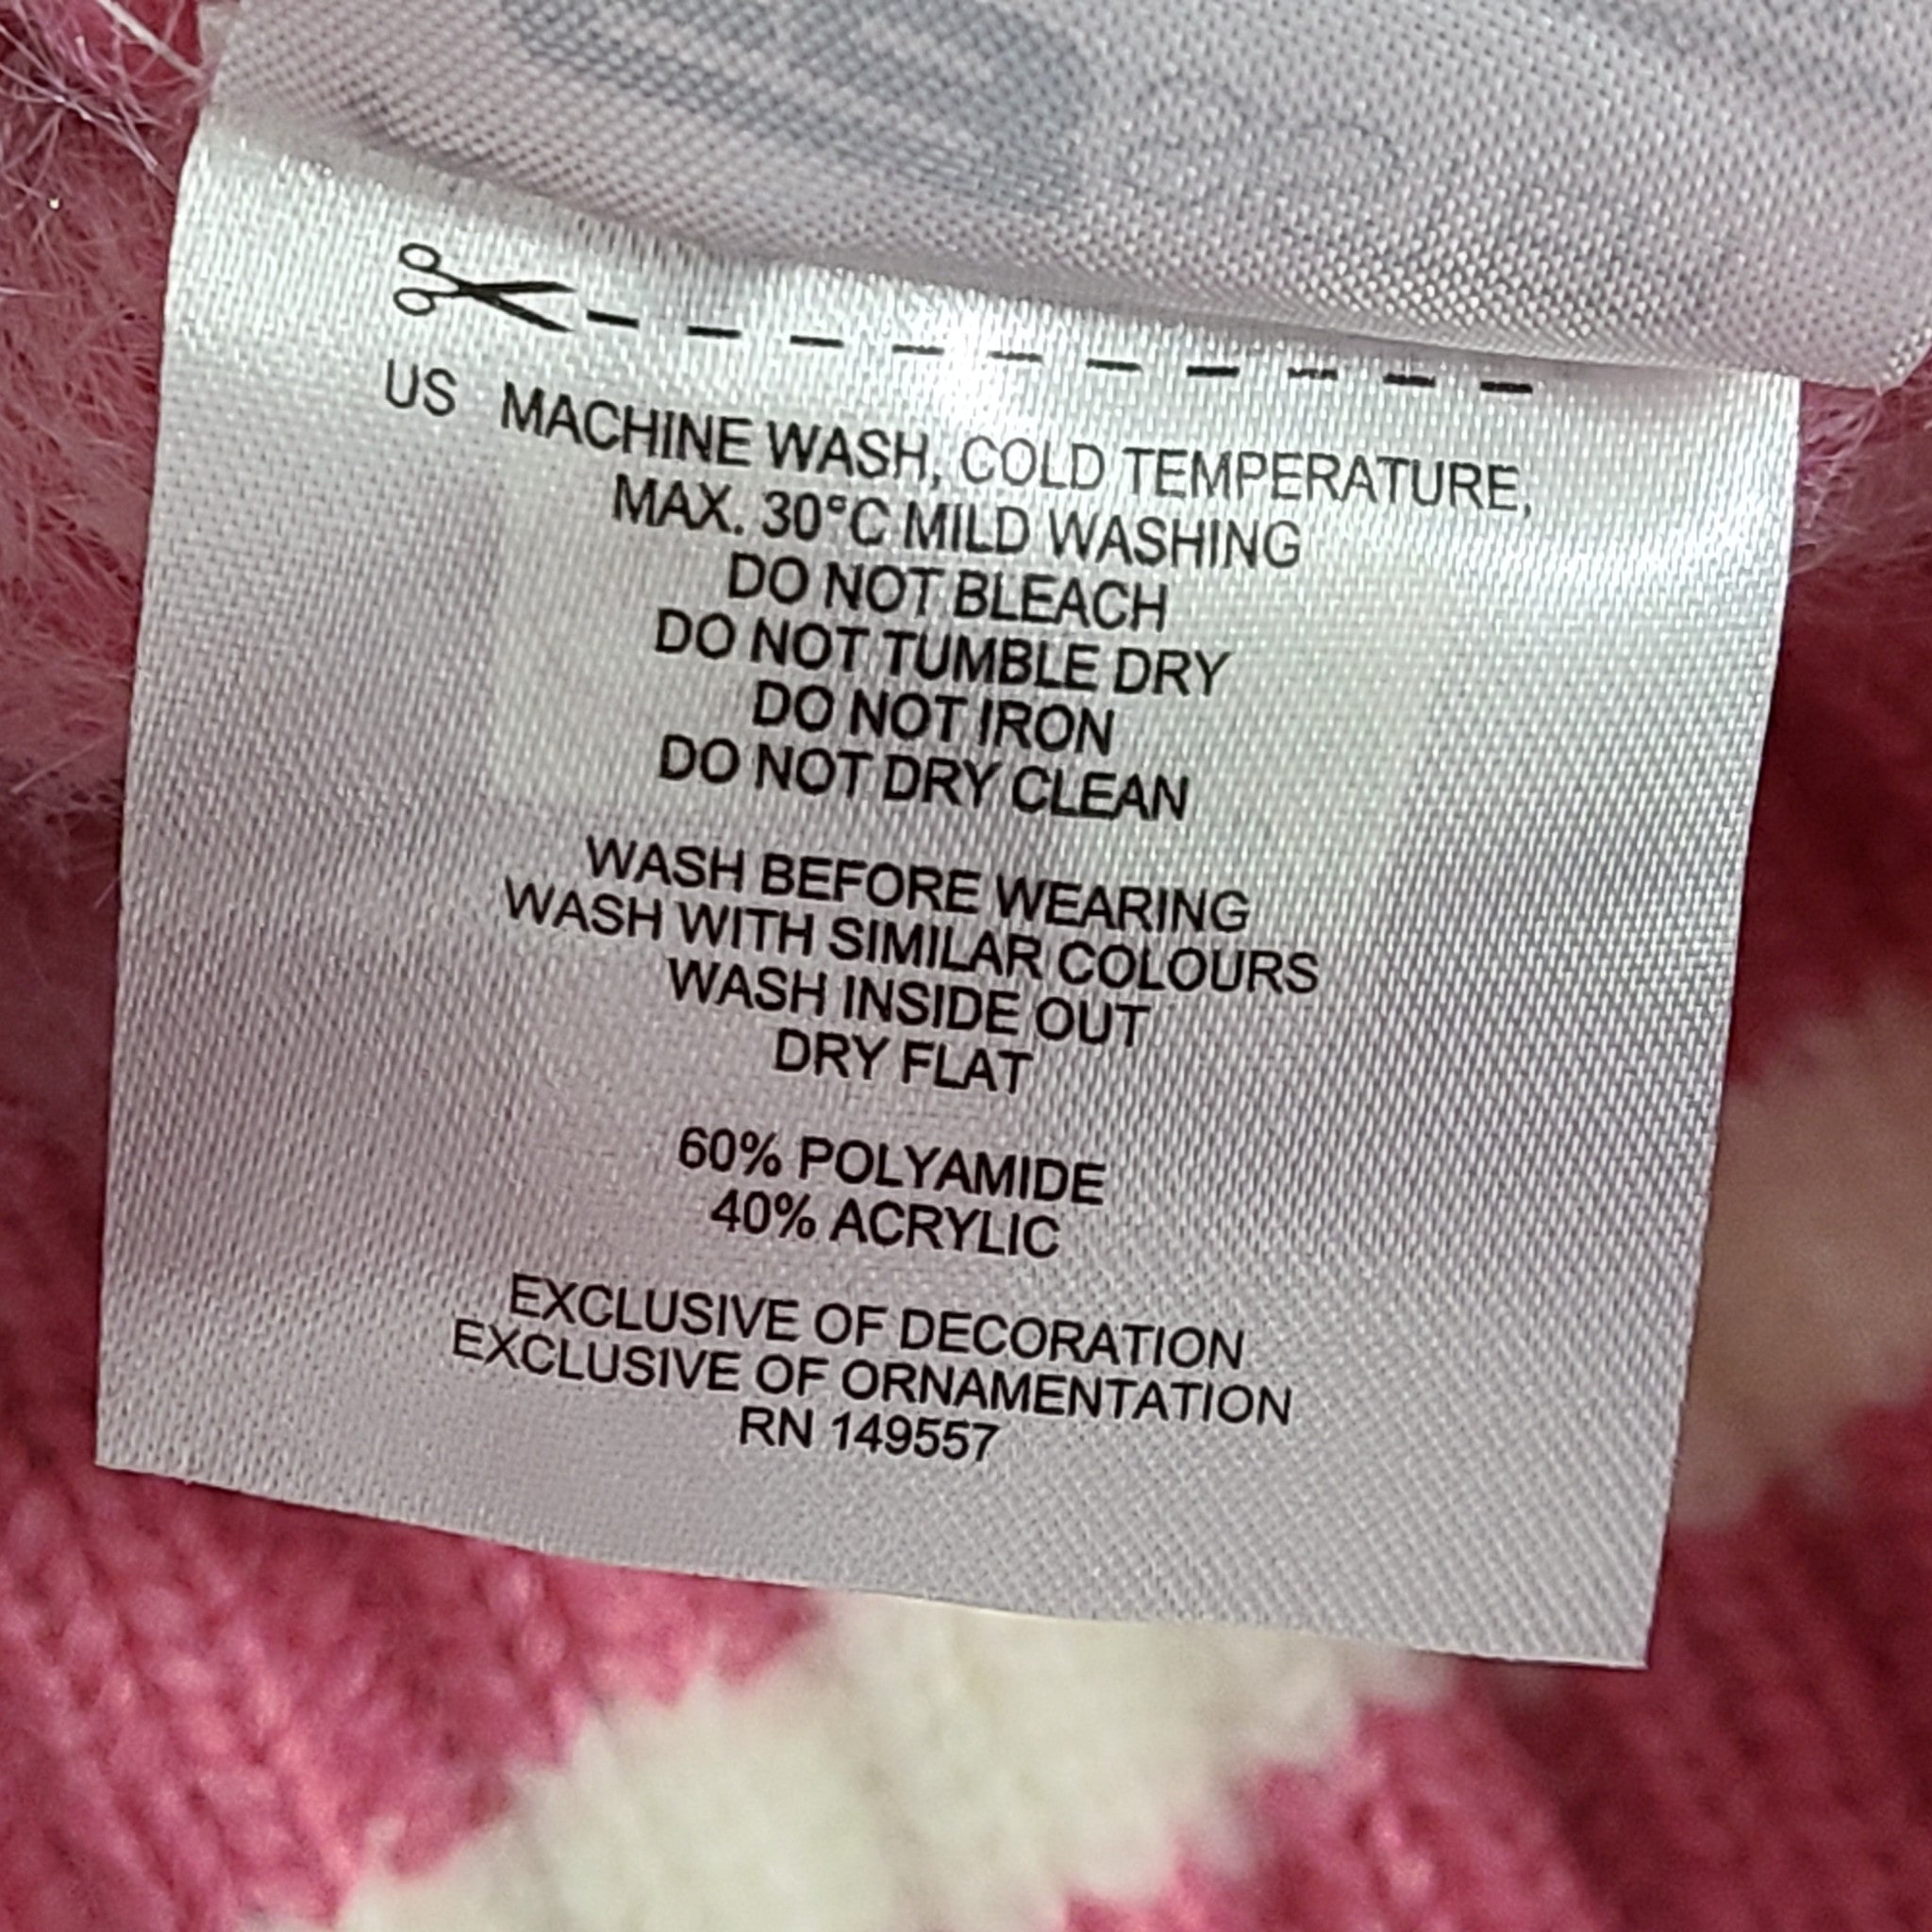 US MACHINE WASH, COLD TEMPERATURE,
MAX. 30°C MILD WASHING
DO NOT BLEACH
DO NOT TUMBLE DRY
DO NOT IRON
DO NOT DRY CLEAN
WASH BEFORE WEARING
WASH WITH SIMILAR COLOURS
WASH INSIDE OUT
DRY FLAT
60% POLYAMIDE
40% ACRYLIC
EXCLUSIVE OF DECORATION
EXCLUSIVE OF ORNAMENTATION
RN 149557